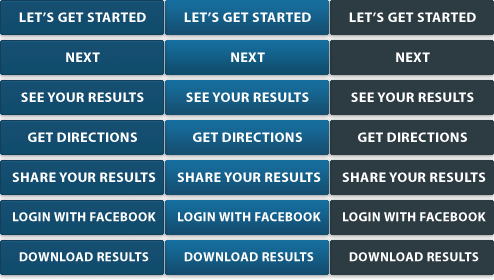 LET'S GET STARTED LET'S GET STARTED LET'S GET STARTED
NEXT NEXT NEXT
SEE YOUR RESULTS SEE YOUR RESULTS SEE YOUR RESULTS
GET DIRECTIONS GET DIRECTIONS GET DIRECTIONS
SHARE YOUR RESULTS SHARE YOUR RESULTS SHARE YOUR RESULTS
LOGIN WITH FACEBOOK LOGIN WITH FACEBOOK LOGIN WITH FACEBOOK
DOWNLOAD RESULTS DOWNLOAD RESULTS DOWNLOAD RESULTS